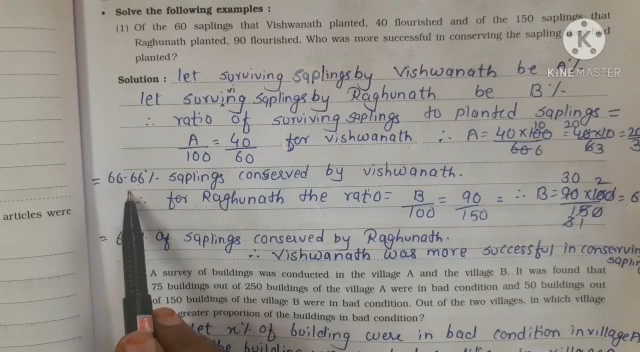 • Solve the following examples :
(1) Of the 60 saplings that Vishwanath planted, 40 flourished and of the 150 saplings that
Raghunath planted, 90 flourished. Who was more successful in conserving the sapling
planted?
KINEMASTER
Solution : let surviving saplings by Vishwanath be A%
let surving saplings by Raghunath be B%
∴ ratio of surviving saplings to planted saplings =
A/100 = 40/60 for vishwanath ∴ A = 40×100/60 = 40×10/6 = 20
= 66.66% saplings conserved by vishwanath.
∴ for Raghunath the ratio = B/100 = 90/150 = ∴ B = 90×100/150 = 6
articles were
= of saplings conserved by Raghunath.
∴ Vishwanath was more successful in conserving
saplin
A survey of buildings was conducted in the village A and the village B. It was found that
75 buildings out of 250 buildings of the village A were in bad condition and 50 buildings out
of 150 buildings of the village B were in bad condition. Out of the two villages, in which village
greater proportion of the buildings in bad condition?
let x% of building were in bad condition in village A